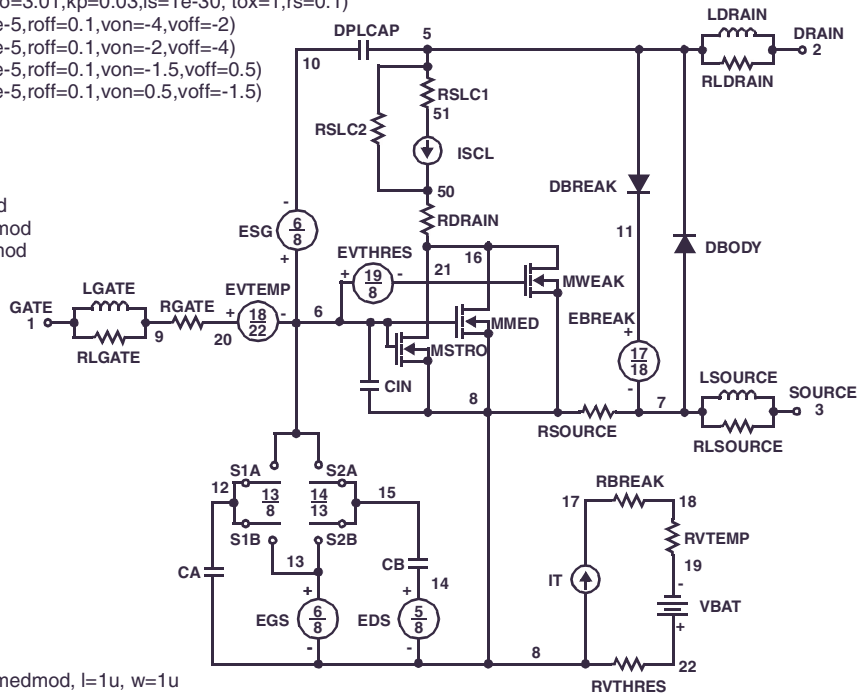 o=3.01,kp=0.03,is=1e-30, tox=1,rs=0.1)
e-5,roff=0.1,von=-4,voff=-2)
e-5,roff=0.1,von=-2,voff=-4)
e-5,roff=0.1,von=-1.5,voff=0.5)
e-5,roff=0.1,von=0.5,voff=-1.5)
d
mod
mod
LDRAIN
DPLCAP 5 DRAIN
10 2
RLDRAIN
RSLC1
51
RSLC2
ISCL
50
DBREAK
RDRAIN
-
ESG 6/8
+
11
DBODY
EVTHRES 16
+ 19/8 - 21
MWEAK
LGATE EVTEMP
GATE RGATE + 18/22 - 6
1 9 20
RLGATE
MMED
EBREAK
+
17/18
-
MSTRO
CIN
LSOURCE
8 7 SOURCE
3
RSOURCE
RLSOURCE
S1A S2A
12 13/8 14/13 15
S1B S2B
13
CA CB
14
+ +
EGS 6/8 EDS 5/8
- -
RBREAK
17 18
RVTEMP
19
IT
-
VBAT
+
8 22
RVTHRES
medmod, l=1u, w=1u